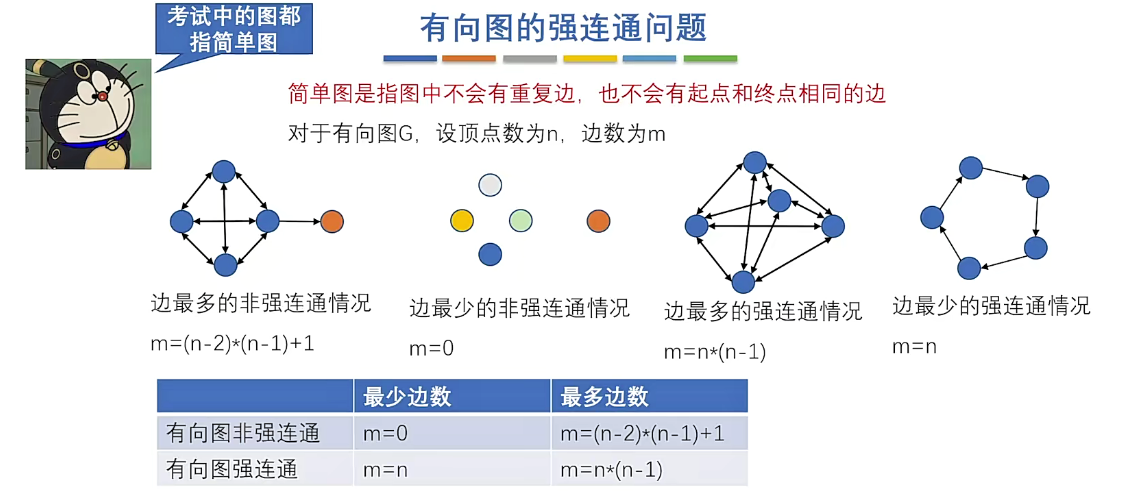 考试中的图都
指简单图
有向图的强连通问题
简单图是指图中不会有重复边，也不会有起点和终点相同的边
对于有向图G，设顶点数为n，边数为m
边最多的非强连通情况
m=(n-2)*(n-1)+1
边最少的非强连通情况
m=0
边最多的强连通情况
m=n*(n-1)
边最少的强连通情况
m=n
最少边数 最多边数
有向图非强连通 m=0 m=(n-2)*(n-1)+1
有向图强连通 m=n m=n*(n-1)